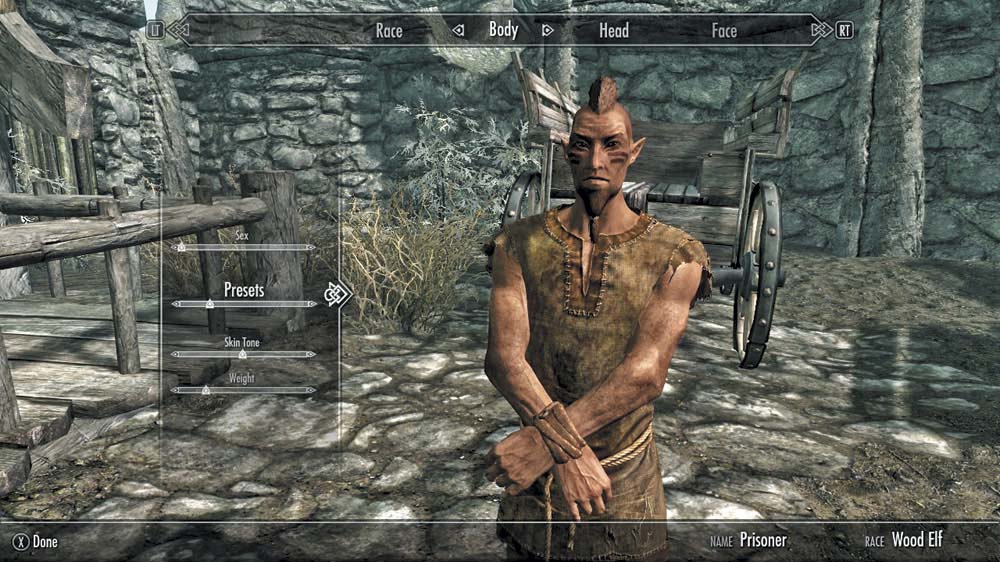 LT Race Body Head Face RT
Sex
Presets
Skin Tone
Weight
X Done NAME Prisoner RACE Wood Elf